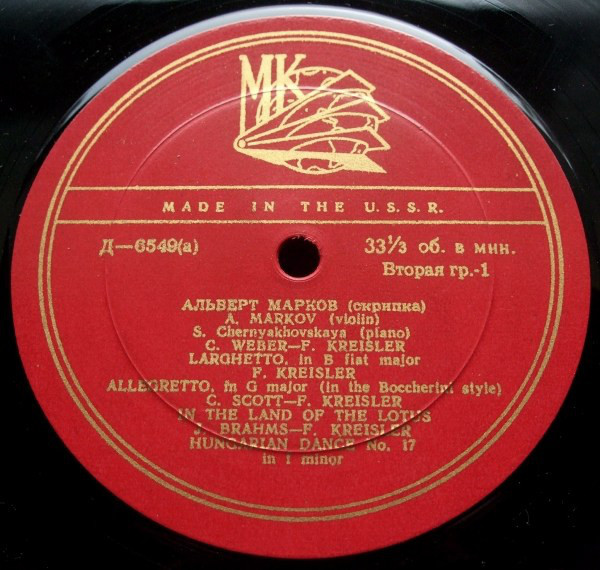 МК
MADE IN THE U.S.S.R.
Д—6549(а)
33⅓ об. в мин.
Вторая гр.-1
АЛЬБЕРТ МАРКОВ (скрипка)
A. MARKOV (violin)
S. Chernyakhovskaya (piano)
C. WEBER—F. KREISLER
LARGHETTO, in B flat major
F. KREISLER
ALLEGRETTO, in G major (in the Boccherini style)
C. SCOTT—F. KREISLER
IN THE LAND OF THE LOTUS
J. BRAHMS—F. KREISLER
HUNGARIAN DANCE No. 17
in f minor